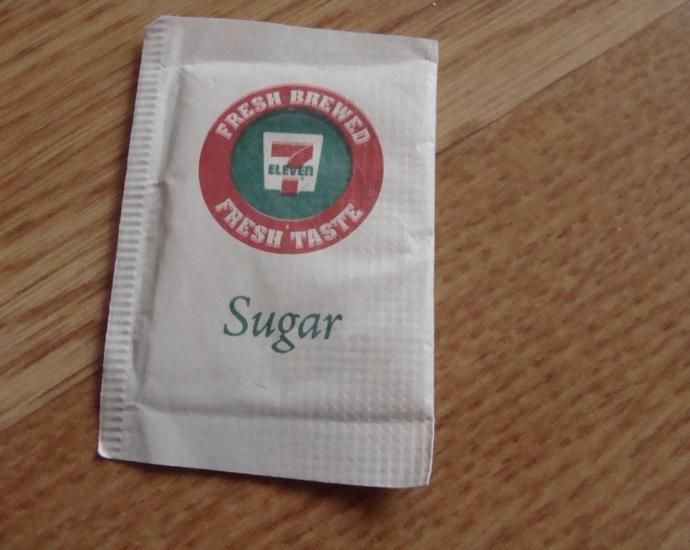 FRESH BREWED
7
ELEVEn
FRESH TASTE
Sugar